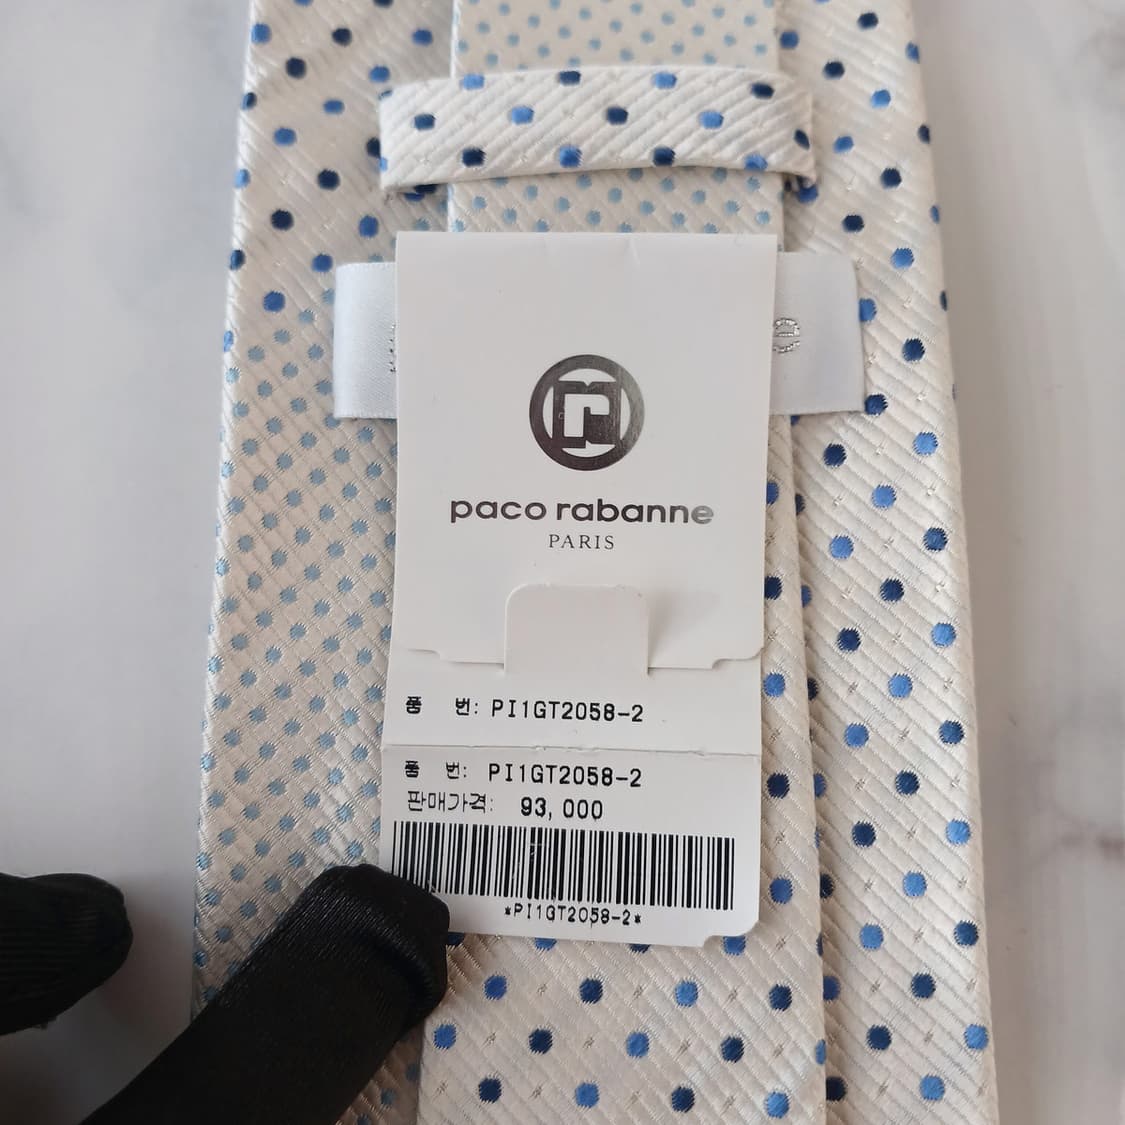 paco rabanne
PARIS
품 번: PI1GT2058-2
품 번: PI1GT2058-2
판매가격: 93,000
*PI1GT2058-2*